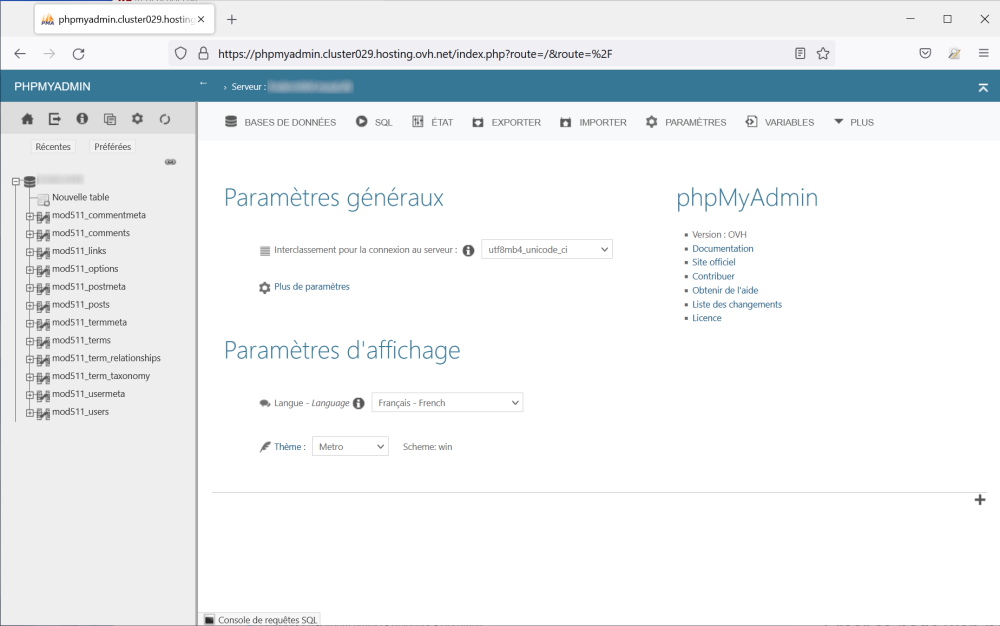 phpmyadmin.cluster029.hosting
https://phpmyadmin.cluster029.hosting.ovh.net/index.php?route=/&route=%2F
PHPMYADMIN
Serveur :
BASES DE DONNÉES
SQL
ÉTAT
EXPORTER
IMPORTER
PARAMÈTRES
VARIABLES
PLUS
Récentes
Préférées
Nouvelle table
mod511_commentmeta
mod511_comments
mod511_links
mod511_options
mod511_postmeta
mod511_posts
mod511_termmeta
mod511_terms
mod511_term_relationships
mod511_term_taxonomy
mod511_usermeta
mod511_users
Paramètres généraux
Interclassement pour la connexion au serveur :
utf8mb4_unicode_ci
Plus de paramètres
Paramètres d'affichage
Langue - Language
Français - French
Thème :
Metro
Scheme: win
phpMyAdmin
Version : OVH
Documentation
Site officiel
Contribuer
Obtenir de l'aide
Liste des changements
Licence
Console de requêtes SQL